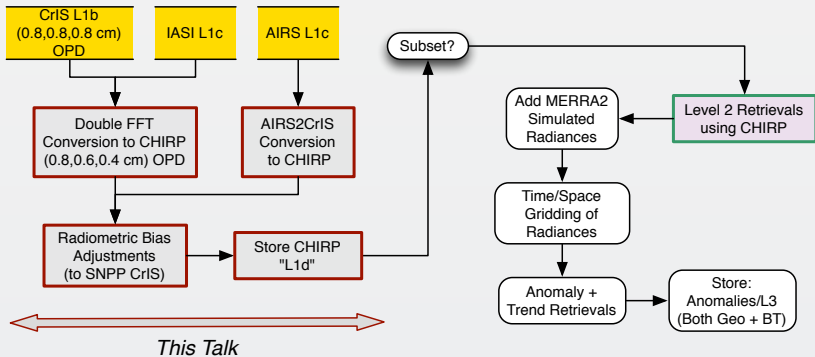 CrIS L1b
(0.8,0.8,0.8 cm)
OPD
IASI L1c
AIRS L1c
Subset?
Double FFT
Conversion to CHIRP
(0.8,0.6,0.4 cm) OPD
AIRS2CrIS
Conversion
to CHIRP
Add MERRA2
Simulated
Radiances
Level 2 Retrievals
using CHIRP
Time/Space
Gridding of
Radiances
Radiometric Bias
Adjustments
(to SNPP CrIS)
Store CHIRP
"L1d"
Anomaly +
Trend Retrievals
Store:
Anomalies/L3
(Both Geo + BT)
This Talk